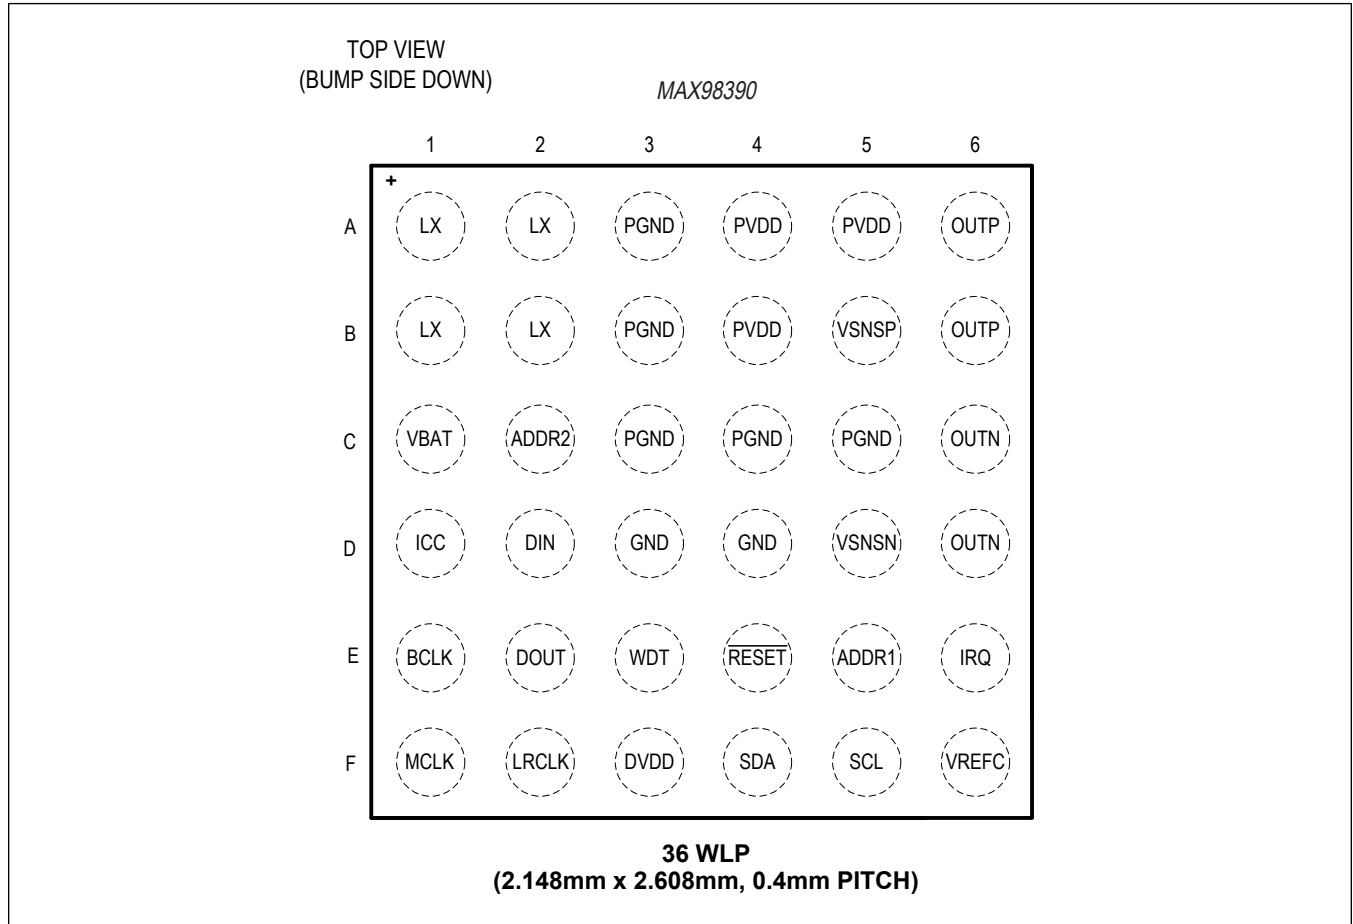 TOP VIEW
(BUMP SIDE DOWN)
MAX98390
1 2 3 4 5 6
+
A LX LX PGND PVDD PVDD OUTP
B LX LX PGND PVDD VSNSP OUTP
C VBAT ADDR2 PGND PGND PGND OUTN
D ICC DIN GND GND VSNSN OUTN
E BCLK DOUT WDT RESET ADDR1 IRQ
F MCLK LRCLK DVDD SDA SCL VREFC
36 WLP
(2.148mm x 2.608mm, 0.4mm PITCH)